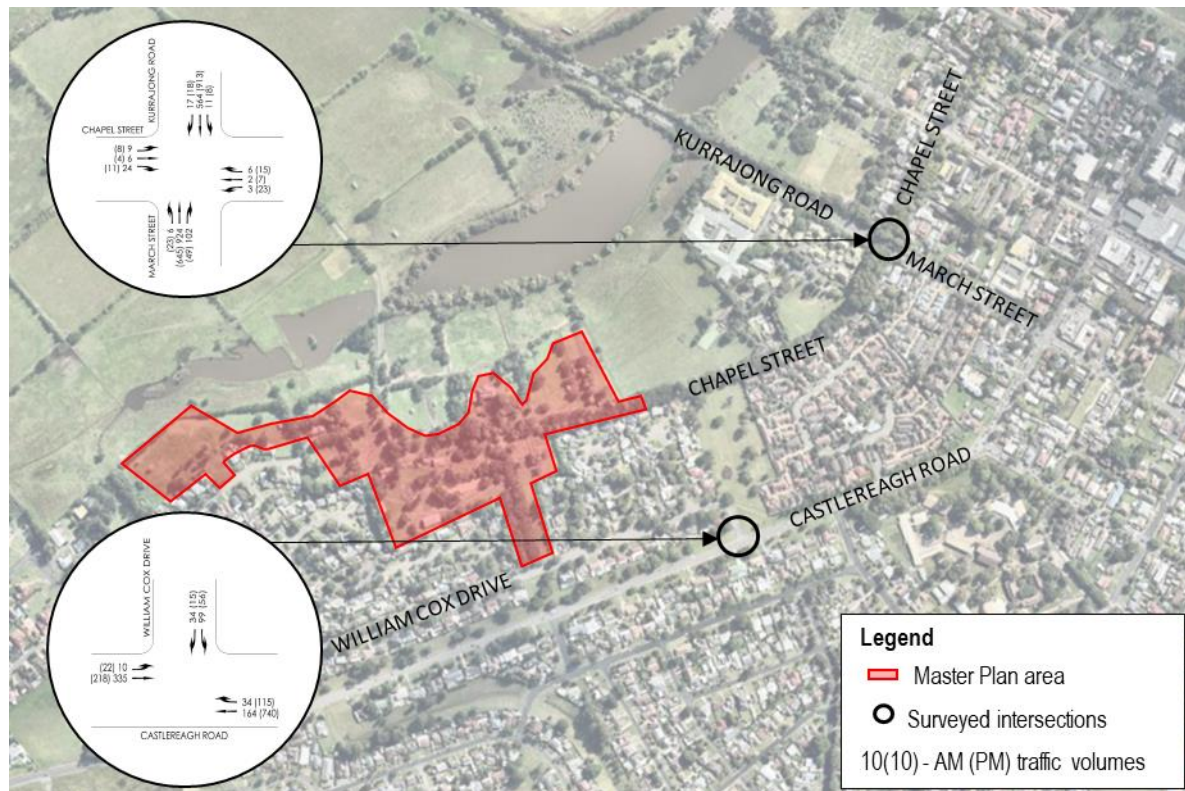 KURRAJONG ROAD
CHAPEL STREET
17 (18)
564 (913)
11 (8)
(8) 9
(4) 6
(11) 24
6 (15)
2 (7)
3 (23)
MARCH STREET
(23) 6
(645) 924
(49) 102
CHAPEL STREET
KURRAJONG ROAD
MARCH STREET
CHAPEL STREET
CASTLEREAGH ROAD
WILLIAM COX DRIVE
WILLIAM COX DRIVE
34 (15)
99 (56)
(22) 10
(218) 335
34 (115)
164 (740)
CASTLEREAGH ROAD
Legend
Master Plan area
Surveyed intersections
10(10) - AM (PM) traffic volumes